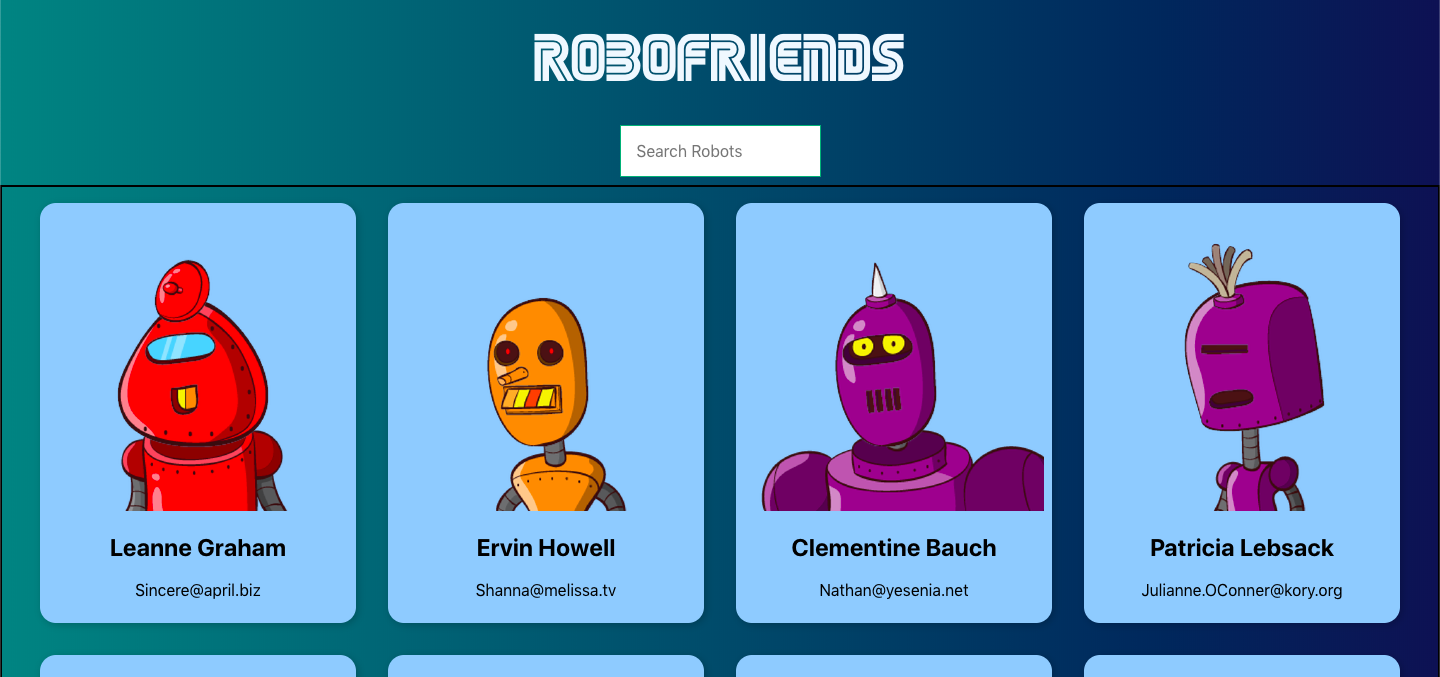 ROBOFRIENDS
Search Robots
Leanne Graham
Sincere@april.biz
Ervin Howell
Shanna@melissa.tv
Clementine Bauch
Nathan@yesenia.net
Patricia Lebsack
Julianne.OConner@kory.org